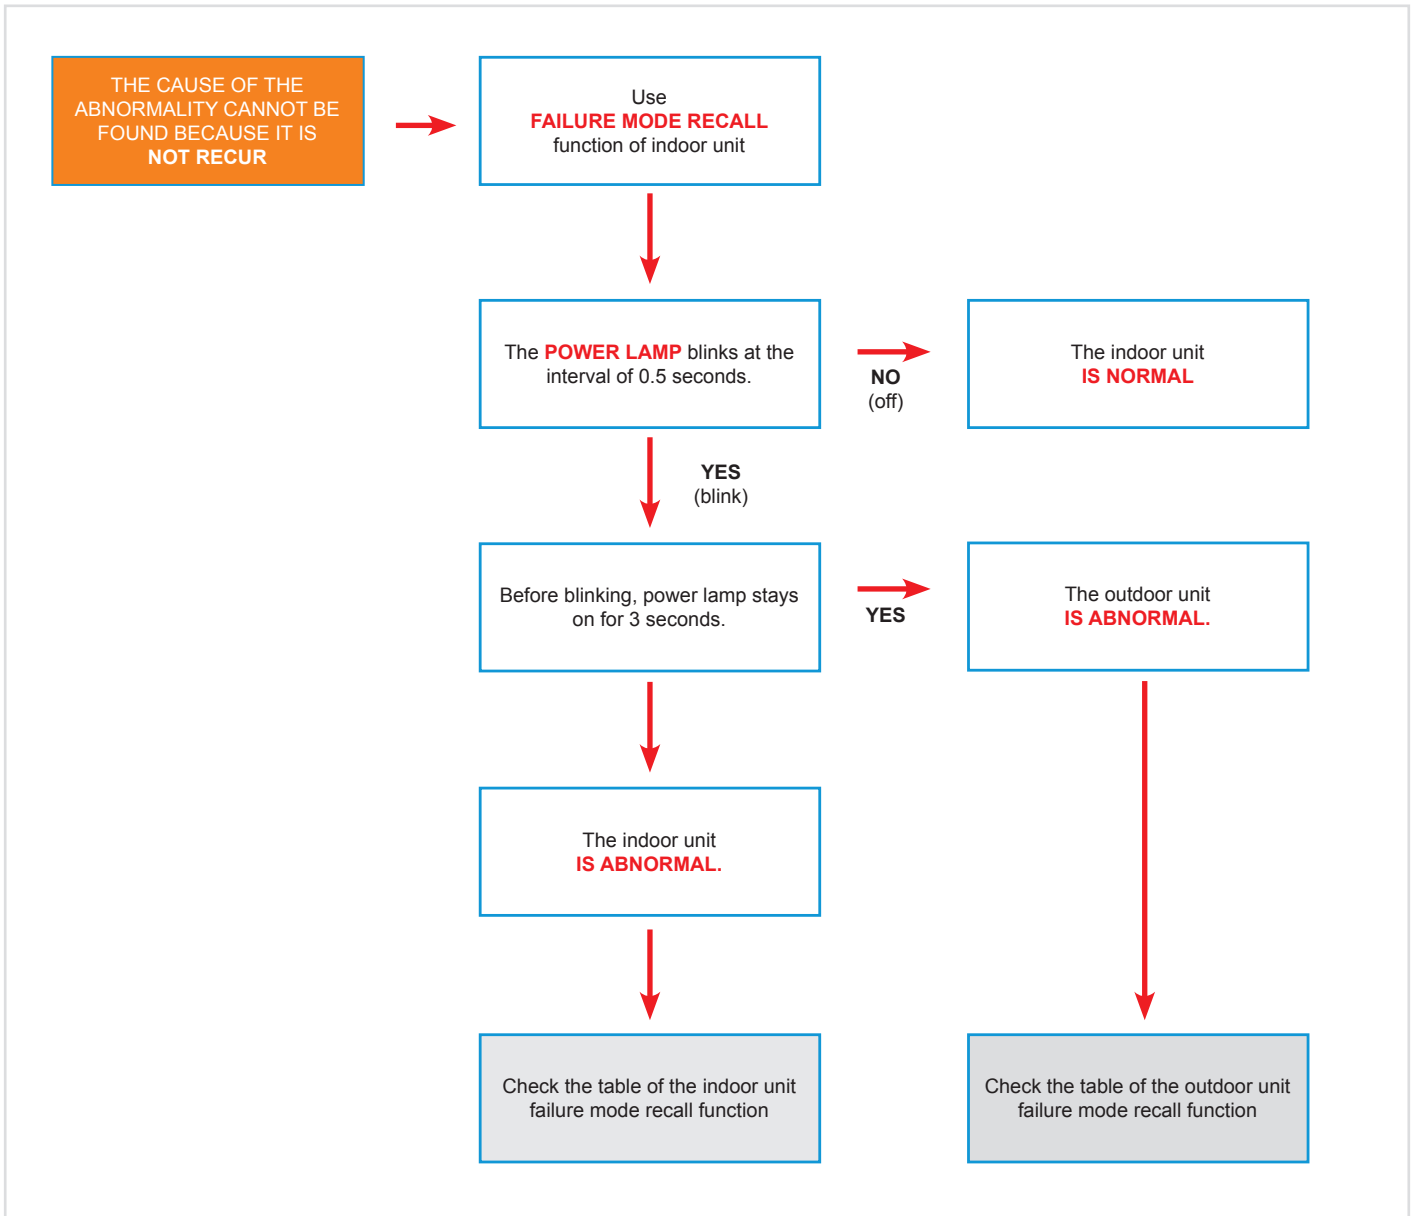 THE CAUSE OF THE
ABNORMALITY CANNOT BE
FOUND BECAUSE IT IS
NOT RECUR
Use
FAILURE MODE RECALL
function of indoor unit
The POWER LAMP blinks at the
interval of 0.5 seconds.
NO
(off)
The indoor unit
IS NORMAL
YES
(blink)
Before blinking, power lamp stays
on for 3 seconds.
YES
The outdoor unit
IS ABNORMAL.
The indoor unit
IS ABNORMAL.
Check the table of the indoor unit
failure mode recall function
Check the table of the outdoor unit
failure mode recall function